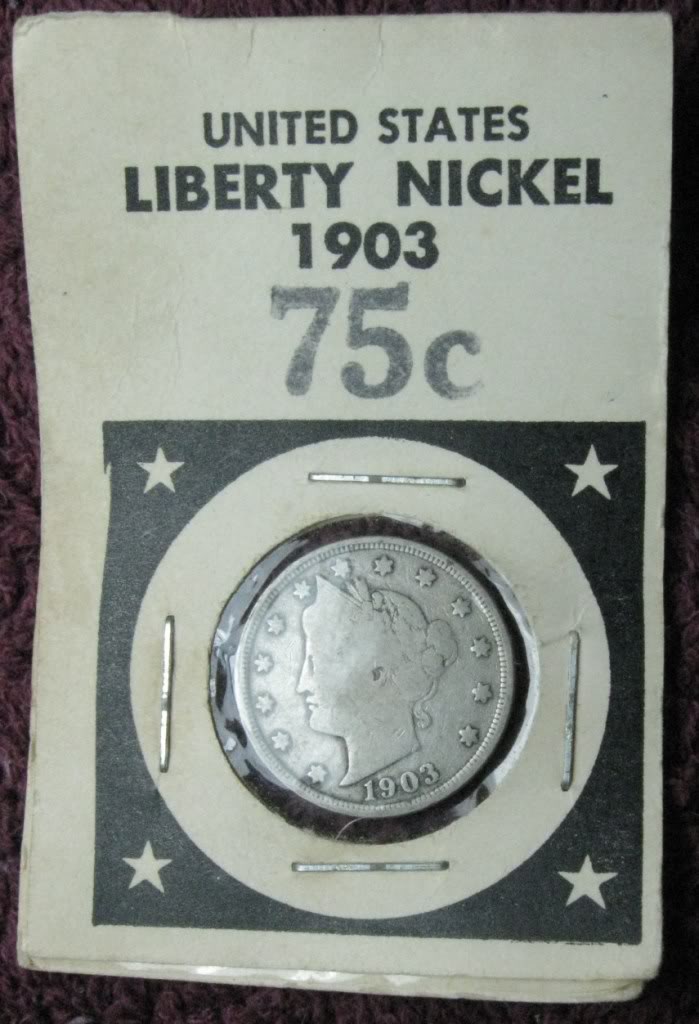 UNITED STATES
LIBERTY NICKEL
1903
75c
1903